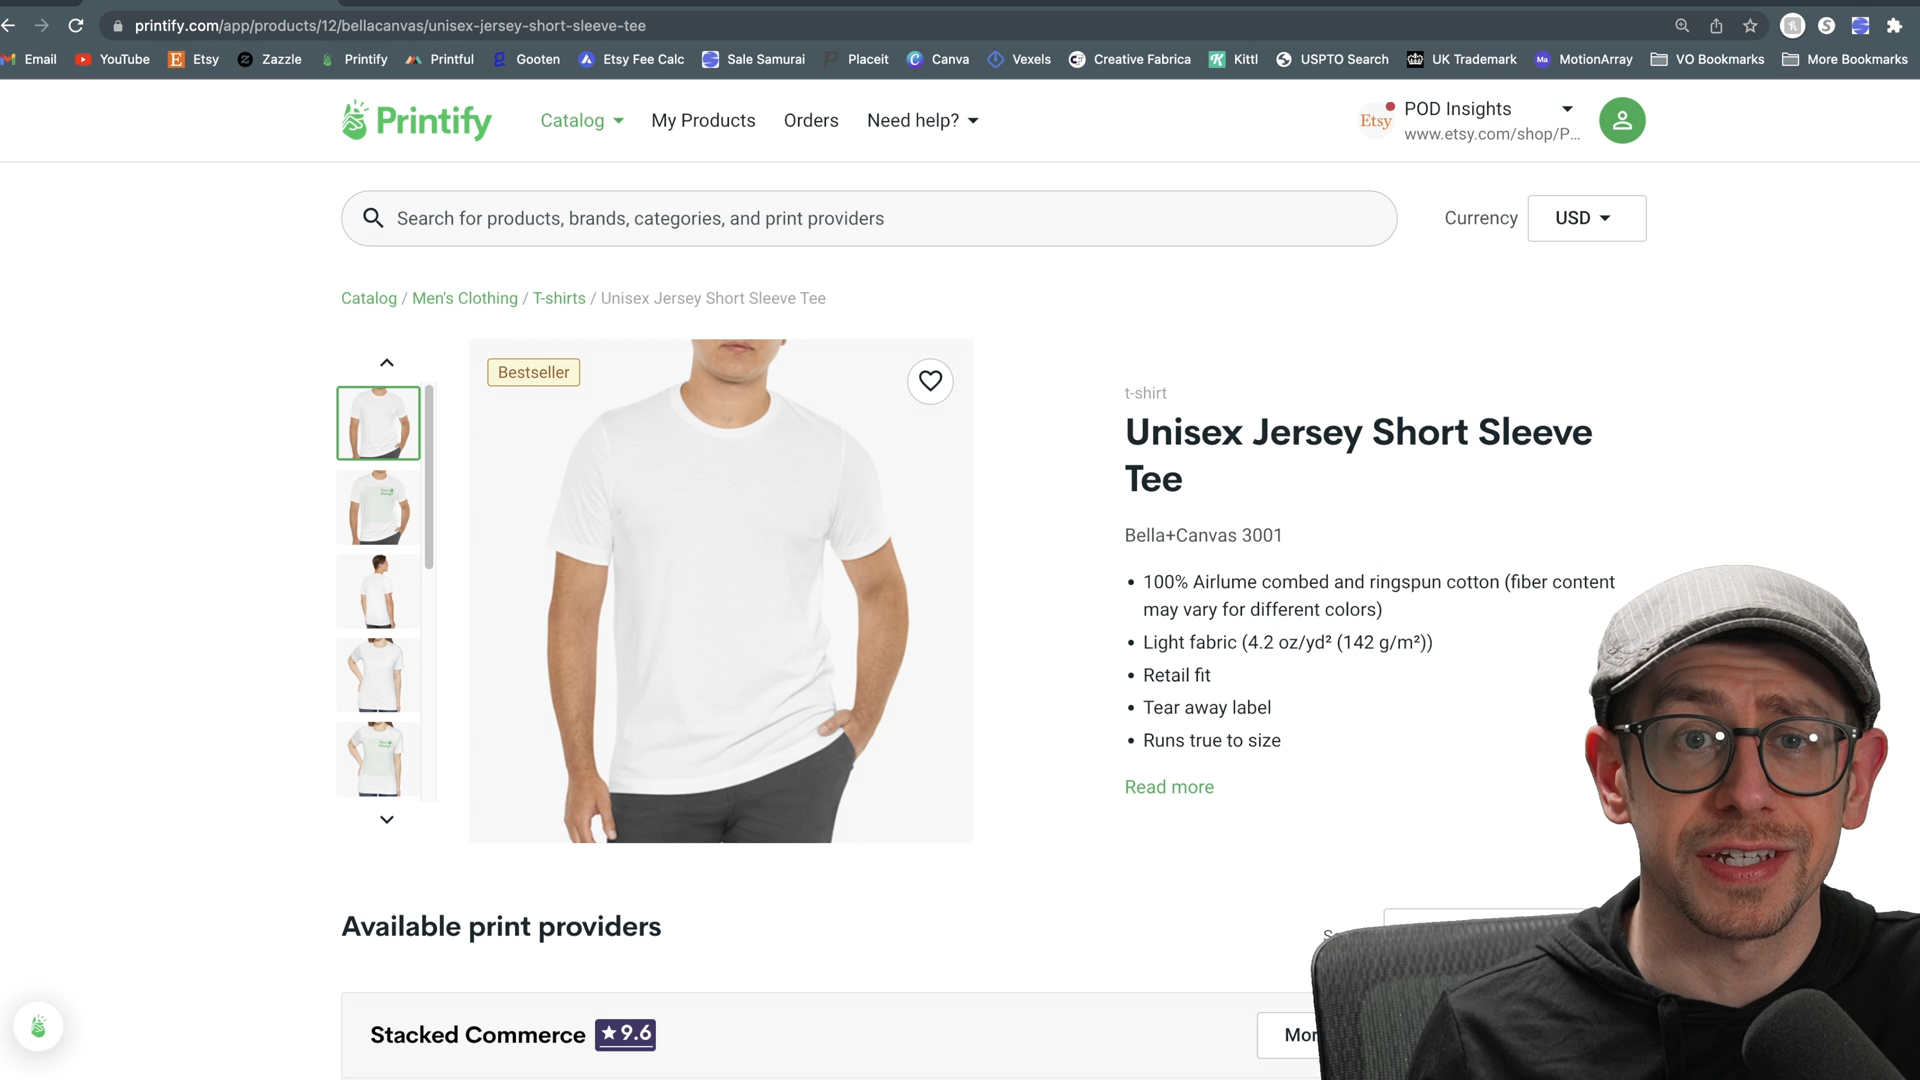 printify.com/app/products/12/bellacanvas/unisex-jersey-short-sleeve-tee
Email YouTube Etsy Zazzle Printify Printful Gooten Etsy Fee Calc Sale Samurai Placeit Canva Vexels Creative Fabrica Kittl USPTO Search UK Trademark MotionArray VO Bookmarks More Bookmarks
Printify
Catalog My Products Orders Need help?
Etsy
POD Insights
www.etsy.com/shop/P...
Search for products, brands, categories, and print providers
Currency USD
Catalog / Men's Clothing / T-shirts / Unisex Jersey Short Sleeve Tee
Bestseller
t-shirt
Unisex Jersey Short Sleeve
Tee
Bella+Canvas 3001
• 100% Airlume combed and ringspun cotton (fiber content
may vary for different colors)
• Light fabric (4.2 oz/yd² (142 g/m²))
• Retail fit
• Tear away label
• Runs true to size
Read more
Available print providers
Stacked Commerce ★ 9.6